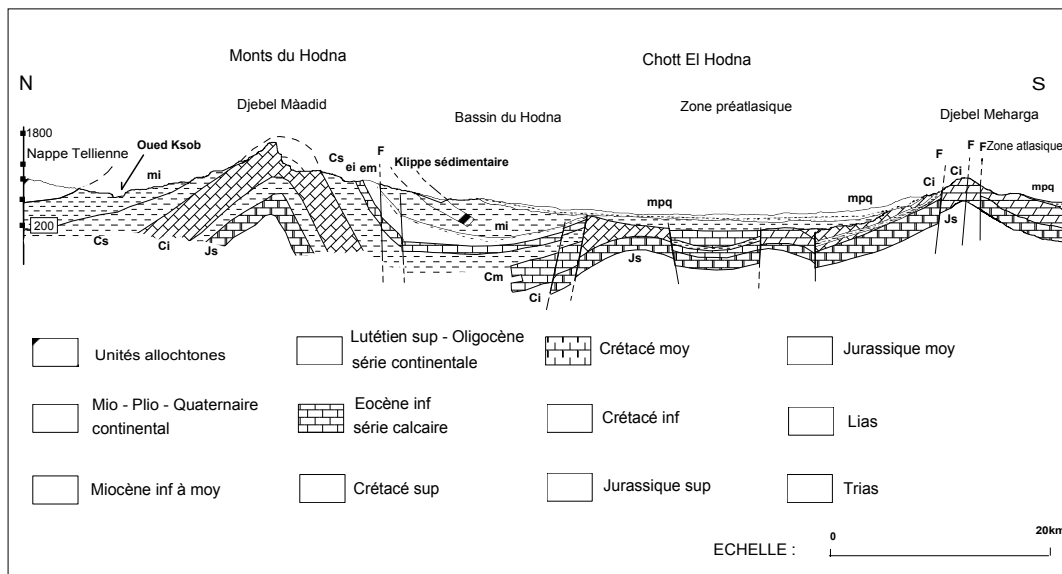 Monts du Hodna
Chott El Hodna
N
S
Djebel Màadid
Bassin du Hodna
Zone préatlasique
Djebel Meharga
1800
Nappe Tellienne
Oued Ksob
mi
Cs
ei
em
F
Klippe sédimentaire
F
F
F
Zone atlasique
Ci
Ci
mpq
mpq
mpq
200
mi
Cs
Ci
Js
Js
Js
Cm
Ci
Unités allochtones
Lutétien sup - Oligocène
série continentale
Crétacé moy
Jurassique moy
Mio - Plio - Quaternaire
continental
Eocène inf
série calcaire
Crétacé inf
Lias
Miocène inf à moy
Crétacé sup
Jurassique sup
Trias
ECHELLE :
0
20km